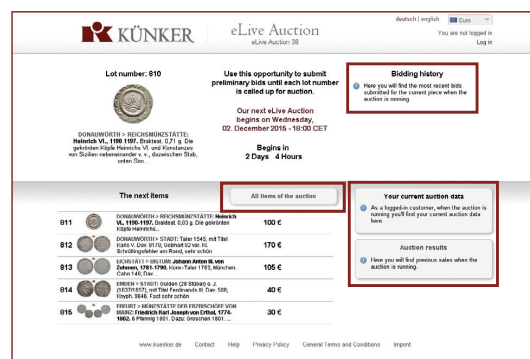 deutsch | english
Euro
KÜNKER
eLive Auction
eLive Auction 38
You are not logged in
Log in
Lot number: 810
DONAUWÖRTH > REICHSMÜNZSTÄTTE:
Heinrich VI., 1190-1197. Brakteat. 0,71 g. Die
gekrönten Köpfe Heinrichs VI. und Konstanzes
von Sizilien nebeneinander v. v., dazwischen Stab,
unten Stern...
Use this opportunity to submit
preliminary bids until each lot number
is called up for auction.
Our next eLive Auction
begins on Wednesday,
02. December 2015 - 18:00 CET
Begins in
2 Days 4 Hours
Bidding history
Here you will find the most recent bids
submitted for the current piece when the
auction is running.
The next items
All items of the auction
811
DONAUWÖRTH > REICHSMÜNZSTÄTTE: Heinrich
VI., 1190-1197. Brakteat. 0,83 g. Die gekrönten
Köpfe Heinrichs...
100 €
812
DONAUWÖRTH > STADT: Taler 1545, mit Titel
Karls V. Dav. 9170; Gebhart 92 var. Kl.
Schrötlingsfehler am Rand, sehr schön
170 €
813
EICHSTÄTT > BISTUM: Johann Anton III. von
Zehmen, 1781-1790. Konv.-Taler 1783, München.
Cahn 146; Dav...
105 €
814
EMDEN > STADT: Gulden (28 Stüber) o. J.
(1637/1657), mit Titel Ferdinands III. Dav. 508;
Knyph. 9646. Fast sehr schön
40 €
815
ERFURT > MÜNZSTÄTTE DER ERZBISCHÖFE VON
MAINZ: Friedrich Karl Joseph von Erthal, 1774-
1802. 6 Pfennig 1801. Dazu: Groschen 1801. ...
30 €
Your current auction data
As a logged-in customer, when the auction is
running you'll find your current auction data
here.
Auction results
Here you will find previous sales when the
auction is running.
www.kuenker.de Contact Help Privacy Policy General Terms and Conditions Imprint